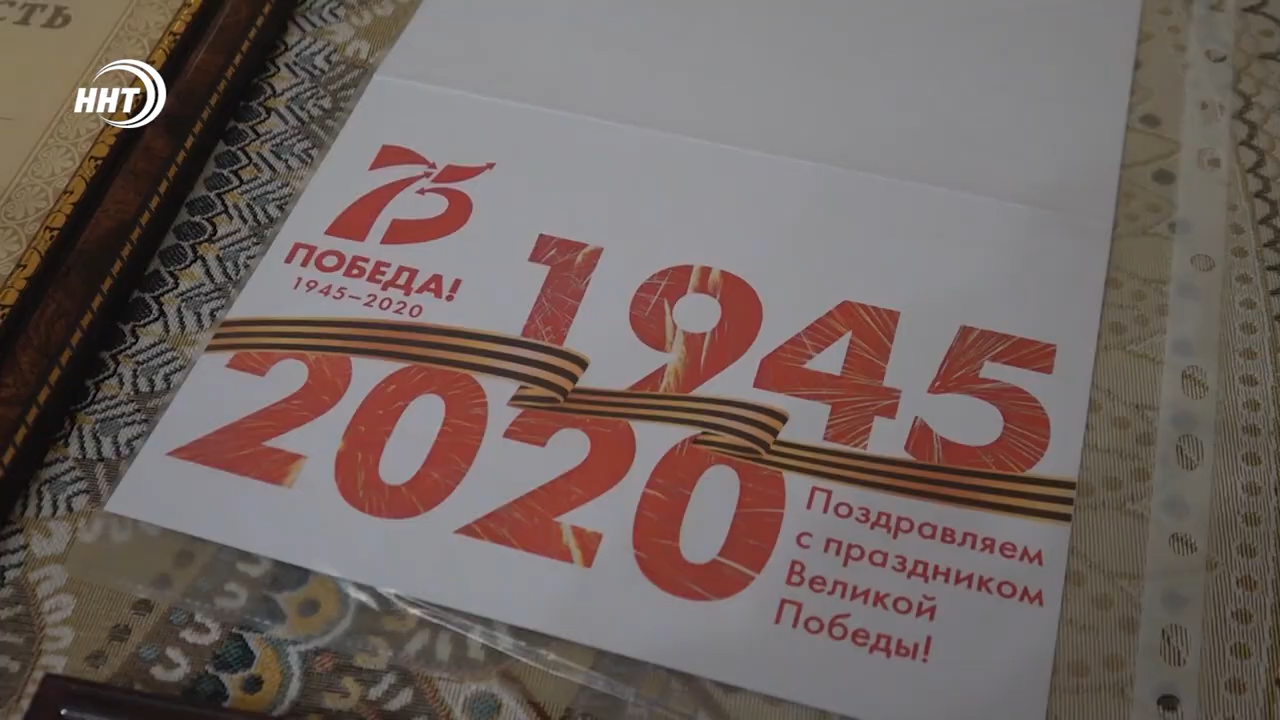 ННТ
75
ПОБЕДА!
1945–2020
1945
2020
Поздравляем
с праздником
Великой
Победы!